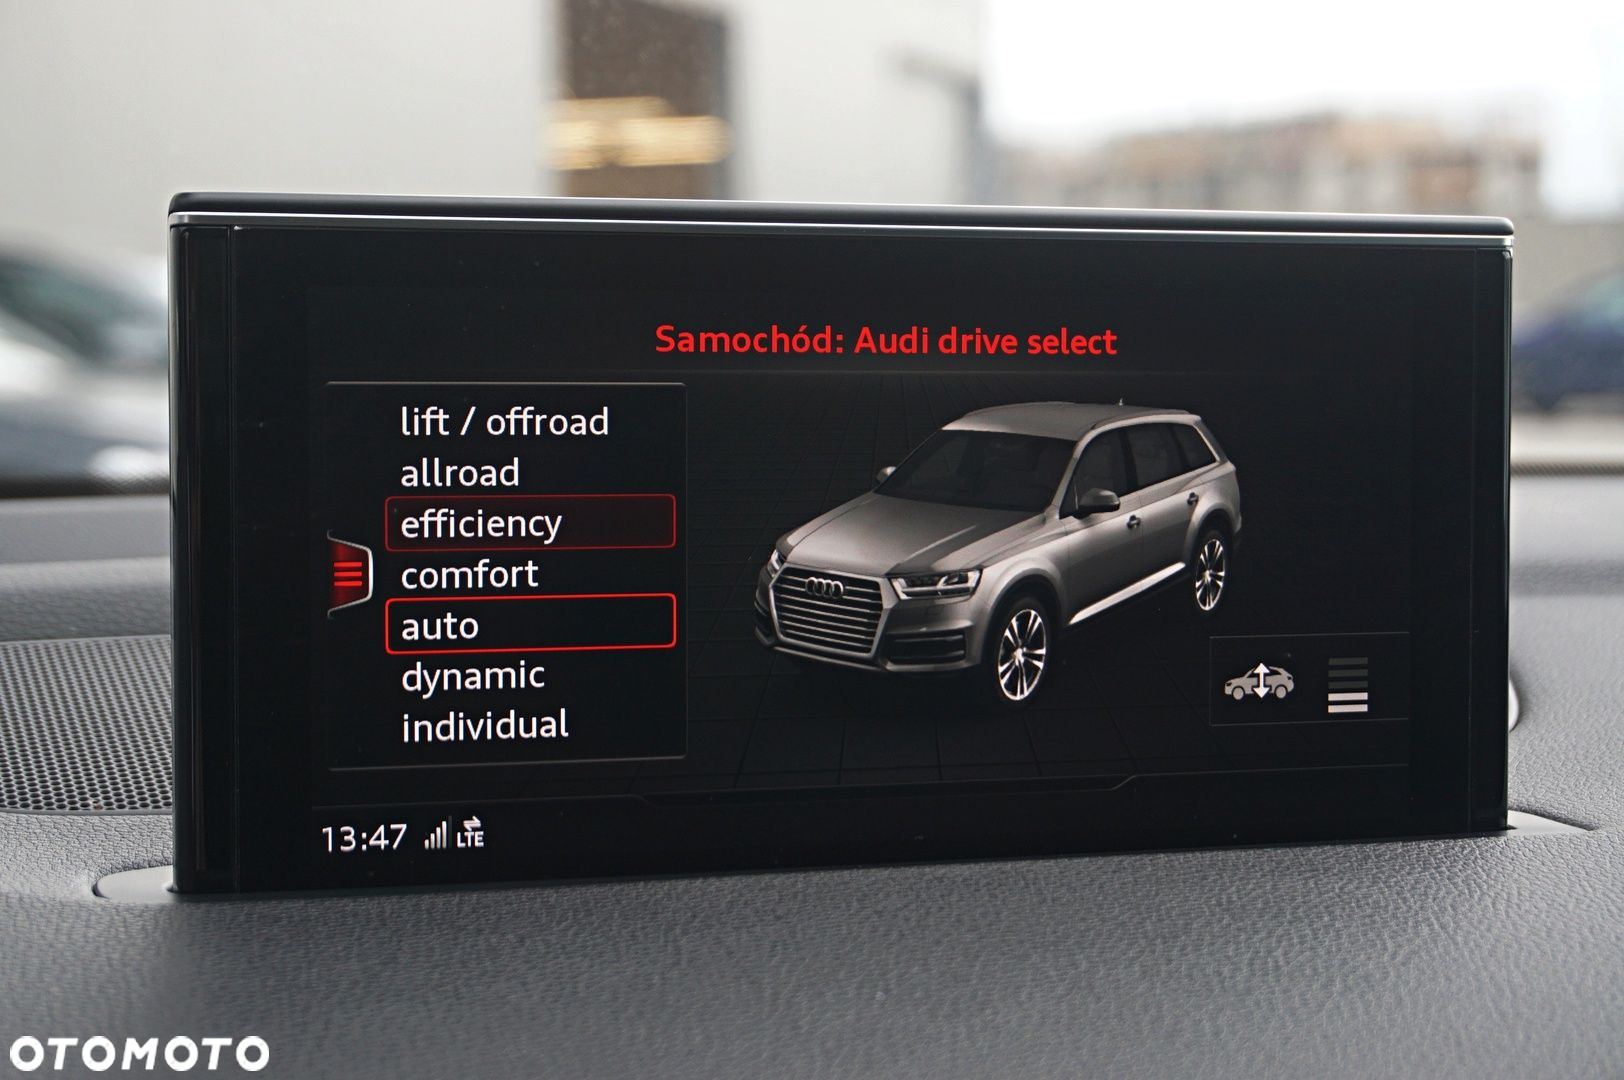 Samochód: Audi drive select
lift / offroad
allroad
efficiency
comfort
auto
dynamic
individual
13:47 LTE
OTOMOTO